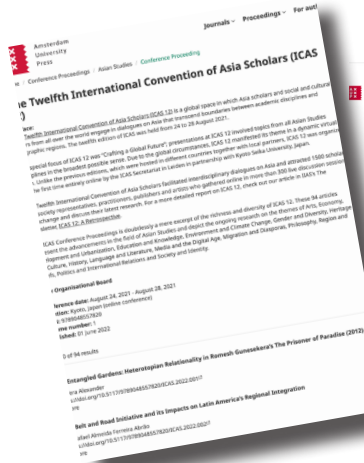 Amsterdam
University
Press
Journals
Proceedings
For aut
Conference Proceedings / Asian Studies / Conference Proceeding
e Twelfth International Convention of Asia Scholars (ICAS
Twelfth International Convention of Asia Scholars (ICAS 12) is a global space in which Asia scholars and social and cultural
rs from all over the world engage in dialogues on Asia that transcend boundaries between academic disciplines and
graphic regions. The twelfth edition of ICAS was held from 24 to 28 August 2021.
special focus of ICAS 12 was "Crafting a Global Future"; presentations at ICAS 12 involved topics from all Asian Studies
plines in the broadest possible sense. Due to the global circumstances, ICAS 12 manifested its theme in a dynamic virtual
Unlike the previous editions, which were hosted in different countries together with local partners, ICAS 12 was organiz
he first time entirely online by the ICAS Secretariat in Leiden in partnership with Kyoto Seika University, Japan.
Twelfth International Convention of Asia Scholars facilitated interdisciplinary dialogues on Asia and attracted 1500 schola
society representatives, practitioners, publishers and artists who gathered online in more than 300 live discussion session
change and discuss their latest research. For a more detailed report on ICAS 12, check out our article in IIAS's The
sletter, ICAS 12: A Retrospective.
ICAS Conference Proceedings is doubtlessly a mere excerpt of the richness and diversity of ICAS 12. These 94 articles
sent the advancements in the field of Asian Studies and depict the ongoing research on the themes of Arts, Economy,
lopment and Urbanization, Education and Knowledge, Environment and Climate Change, Gender and Diversity, Heritage
Culture, History, Language and Literature, Media and the Digital Age, Migration and Diasporas, Philosophy, Region and
fs, Politics and International Relations and Society and Identity.
Organisational Board
ference date: August 24, 2021 - August 28, 2021
tion: Kyoto, Japan (online conference)
: 9789048557820
me number: 1
ished: 01 June 2022
0 of 94 results
Entangled Gardens: Heterotopian Relationality in Romesh Gunesekera's The Prisoner of Paradise (2012)
ra Alexander
s://doi.org/10.5117/9789048557820/ICAS.2022.001
Belt and Road Initiative and its Impacts on Latin America's Regional Integration
afael Almeida Ferreira Abrão
s://doi.org/10.5117/9789048557820/ICAS.2022.002